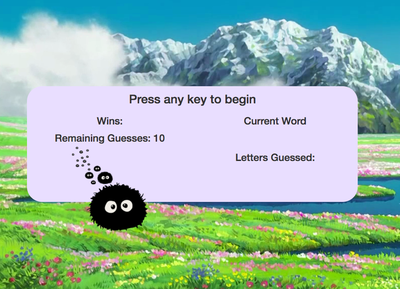 Press any key to begin
Wins:
Current Word
Remaining Guesses: 10
Letters Guessed: